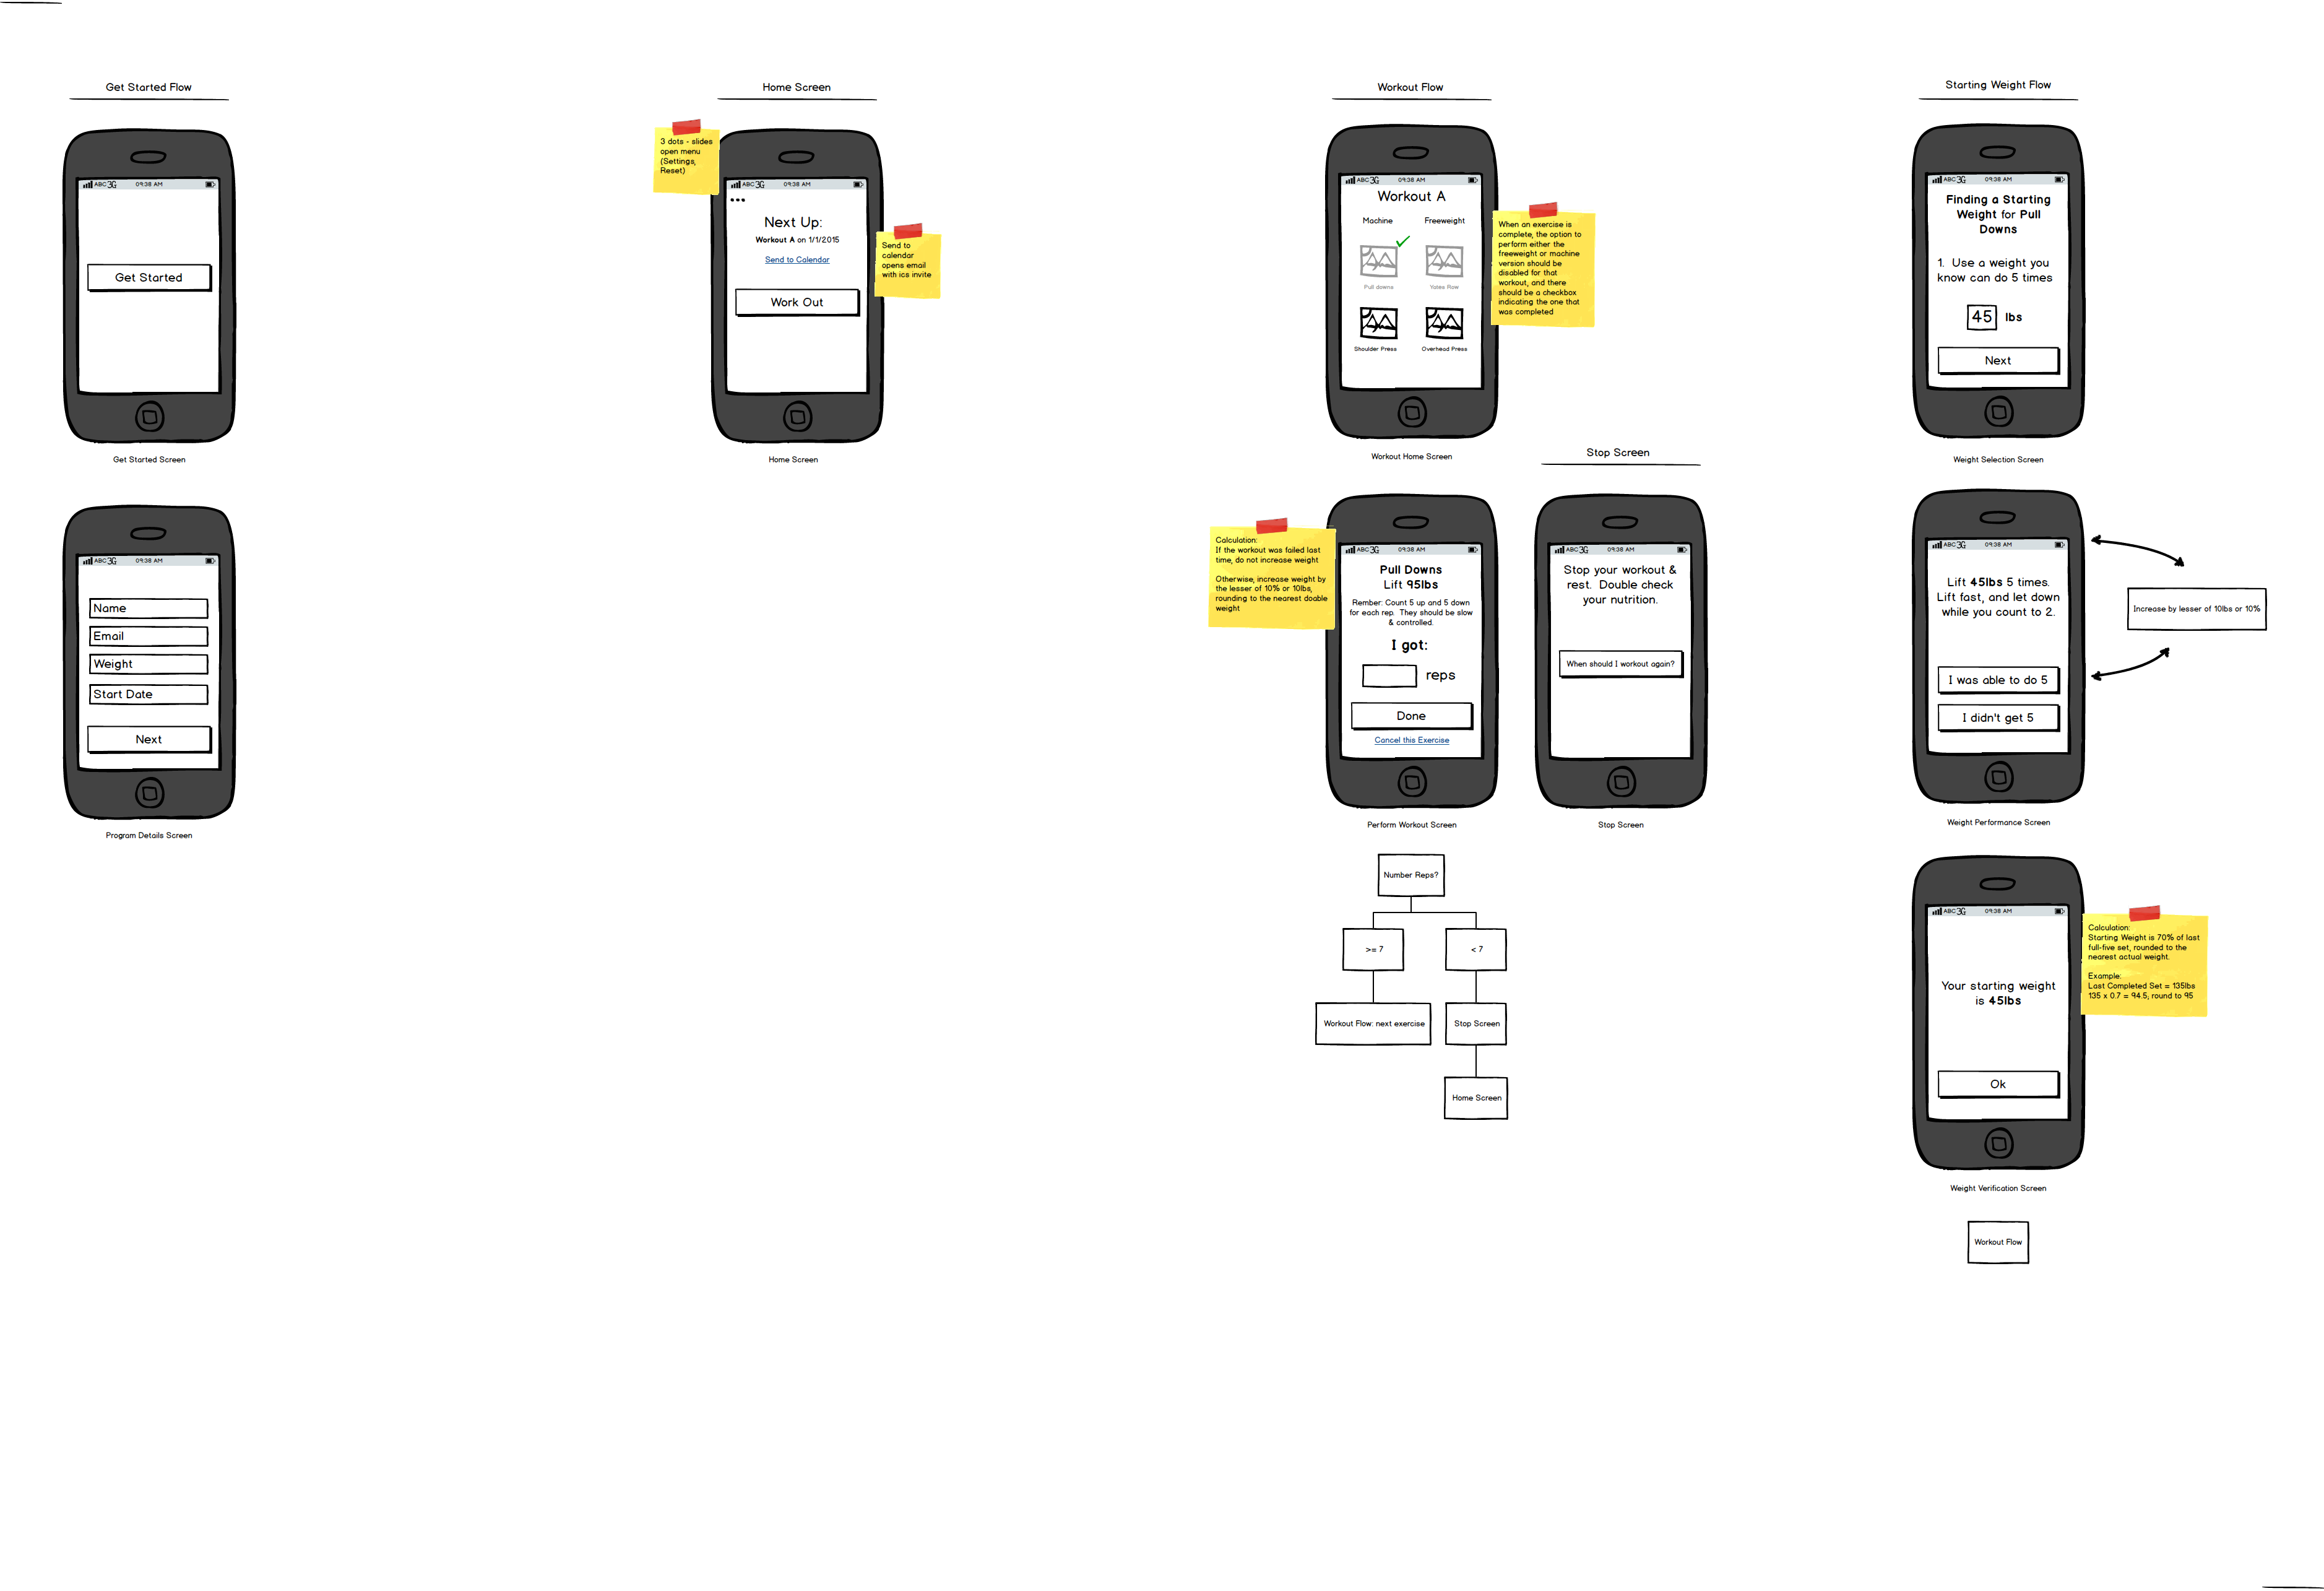 Get Started Flow
ABC 3G 09:38 AM
Get Started
Get Started Screen
ABC 3G 09:38 AM
Name
Email
Weight
Start Date
Next
Program Details Screen
Home Screen
3 dots - slides
open menu
(Settings,
Reset)
ABC 3G 09:38 AM
Next Up:
Workout A on 1/1/2015
Send to Calendar
Work Out
Send to
calendar
opens email
with ics invite
Home Screen
Workout Flow
ABC 3G 09:38 AM
Workout A
Machine Freeweight
Pull downs Yates Row
Shoulder Press Overhead Press
When an exercise is
complete, the option to
perform either the
freeweight or machine
version should be
disabled for that
workout, and there
should be a checkbox
indicating the one that
was completed
Workout Home Screen
Calculation:
If the workout was failed last
time, do not increase weight
Otherwise, increase weight by
the lesser of 10% or 10lbs,
rounding to the nearest doable
weight
ABC 3G 09:38 AM
Pull Downs
Lift 95lbs
Rember: Count 5 up and 5 down
for each rep. They should be slow
& controlled.
I got:
reps
Done
Cancel this Exercise
Perform Workout Screen
Stop Screen
ABC 3G 09:38 AM
Stop your workout &
rest. Double check
your nutrition.
When should I workout again?
Stop Screen
Number Reps?
>= 7
< 7
Workout Flow: next exercise
Stop Screen
Home Screen
Starting Weight Flow
ABC 3G 09:38 AM
Finding a Starting
Weight for Pull
Downs
1. Use a weight you
know can do 5 times
45 lbs
Next
Weight Selection Screen
ABC 3G 09:38 AM
Lift 45lbs 5 times.
Lift fast, and let down
while you count to 2.
I was able to do 5
I didn't get 5
Increase by lesser of 10lbs or 10%
Weight Performance Screen
ABC 3G 09:38 AM
Your starting weight
is 45lbs
Ok
Calculation:
Starting Weight is 70% of last
full-five set, rounded to the
nearest actual weight.
Example:
Last Completed Set = 135lbs
135 x 0.7 = 94.5, round to 95
Weight Verification Screen
Workout Flow